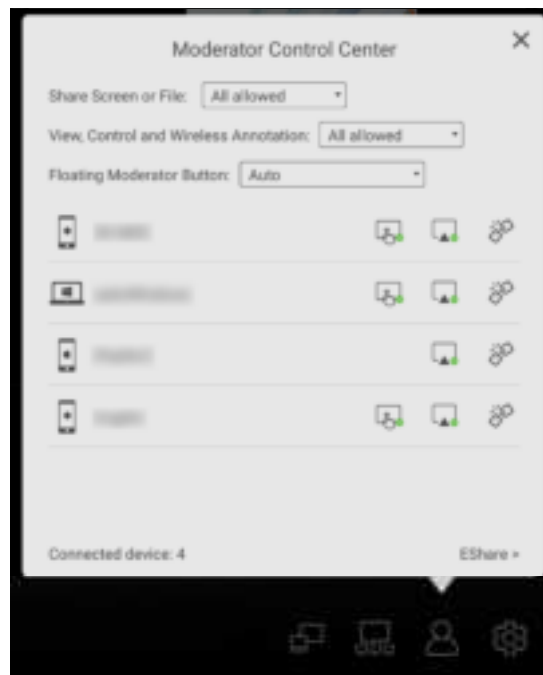 Moderator Control Center
Share Screen or File: All allowed
View, Control and Wireless Annotation: All allowed
Floating Moderator Button: Auto
Connected device: 4 EShare >